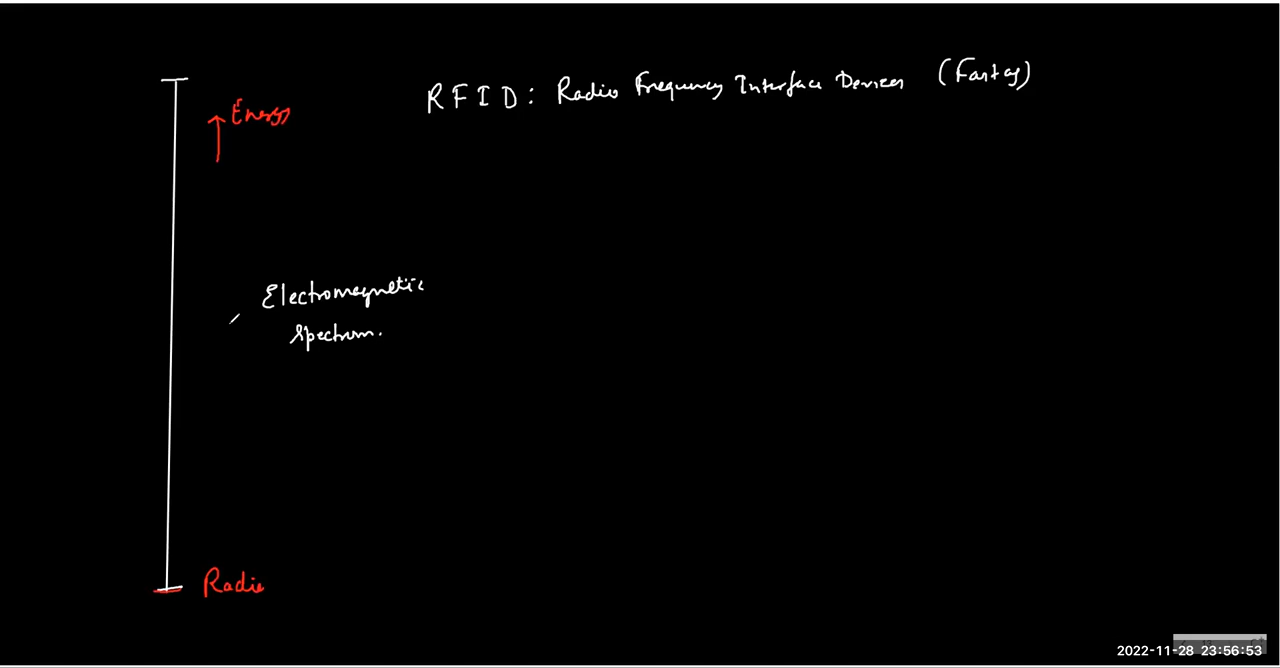 RFID: Radio Frequency Interface Devices (Fastag)
Energy
Electromagnetic
Spectrum.
Radio
2022-11-28 23:56:53